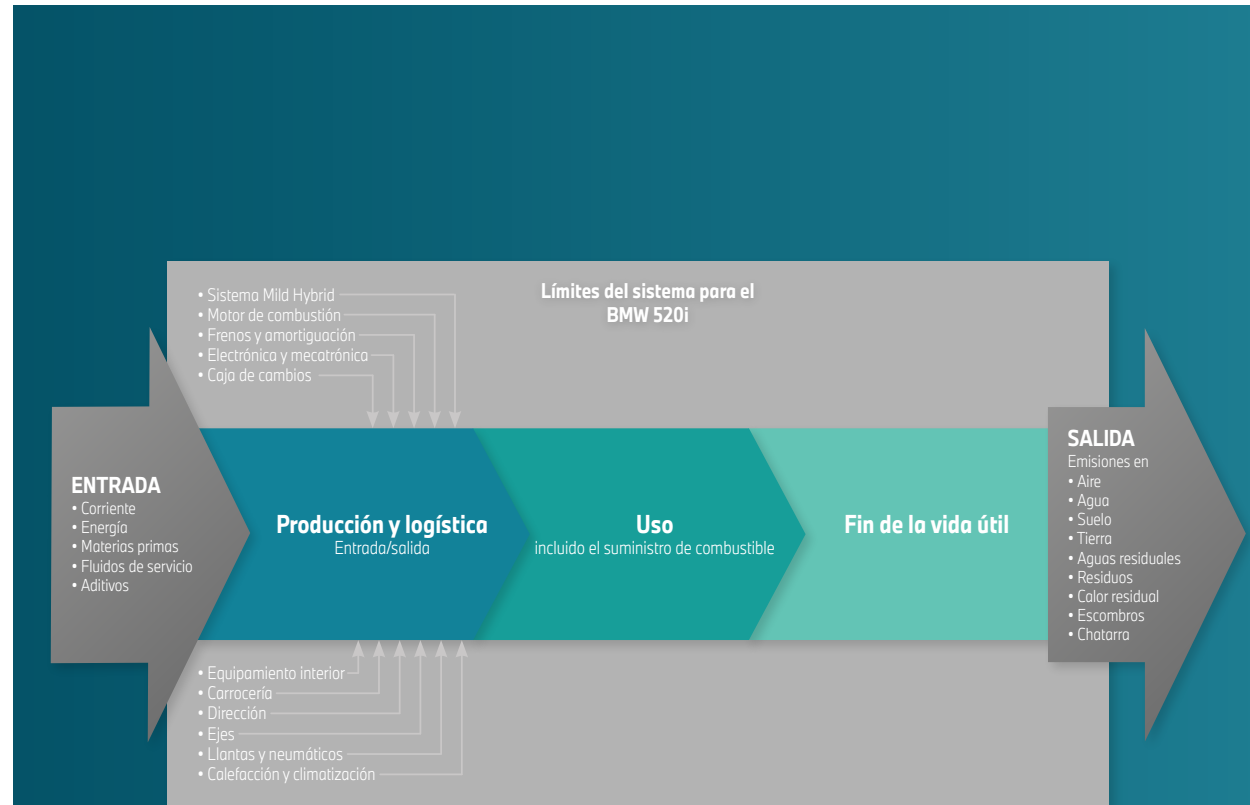 Límites del sistema para el
BMW 520i
• Sistema Mild Hybrid
• Motor de combustión
• Frenos y amortiguación
• Electrónica y mecatrónica
• Caja de cambios
ENTRADA
• Corriente
• Energía
• Materias primas
• Fluidos de servicio
• Aditivos
Producción y logística
Entrada/salida
Uso
incluido el suministro de combustible
Fin de la vida útil
SALIDA
Emisiones en
• Aire
• Agua
• Suelo
• Tierra
• Aguas residuales
• Residuos
• Calor residual
• Escombros
• Chatarra
• Equipamiento interior
• Carrocería
• Dirección
• Ejes
• Llantas y neumáticos
• Calefacción y climatización